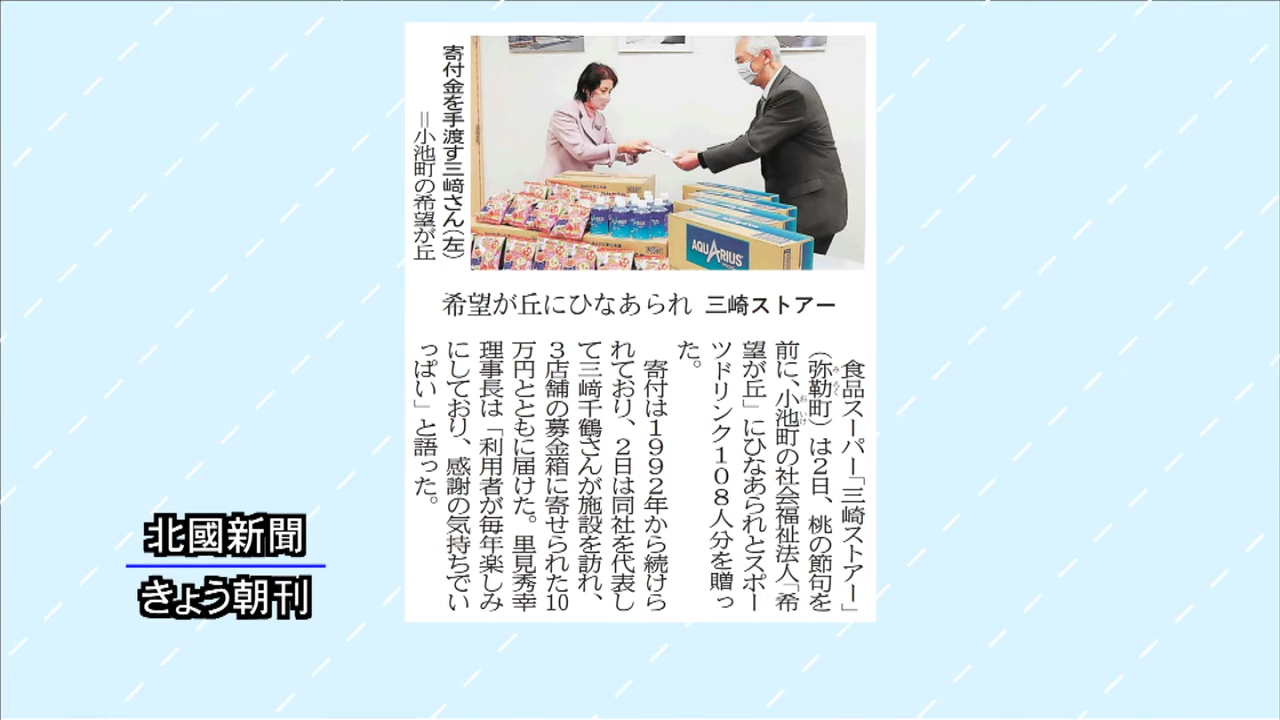 寄付金を手渡す三﨑さん(左)
＝小池町の希望が丘
AQUARIUS
希望が丘にひなあられ 三崎ストアー
食品スーパー「三崎ストアー」
(弥勒町)は2日、桃の節句を
前に、小池町の社会福祉法人「希
望が丘」にひなあられとスポー
ツドリンク108人分を贈っ
た。
寄付は1992年から続けら
れており、2日は同社を代表し
て三﨑千鶴さんが施設を訪れ、
3店舗の募金箱に寄せられた10
万円とともに届けた。里見秀幸
理事長は「利用者が毎年楽しみ
にしており、感謝の気持ちでい
っぱい」と語った。
北國新聞
きょう朝刊